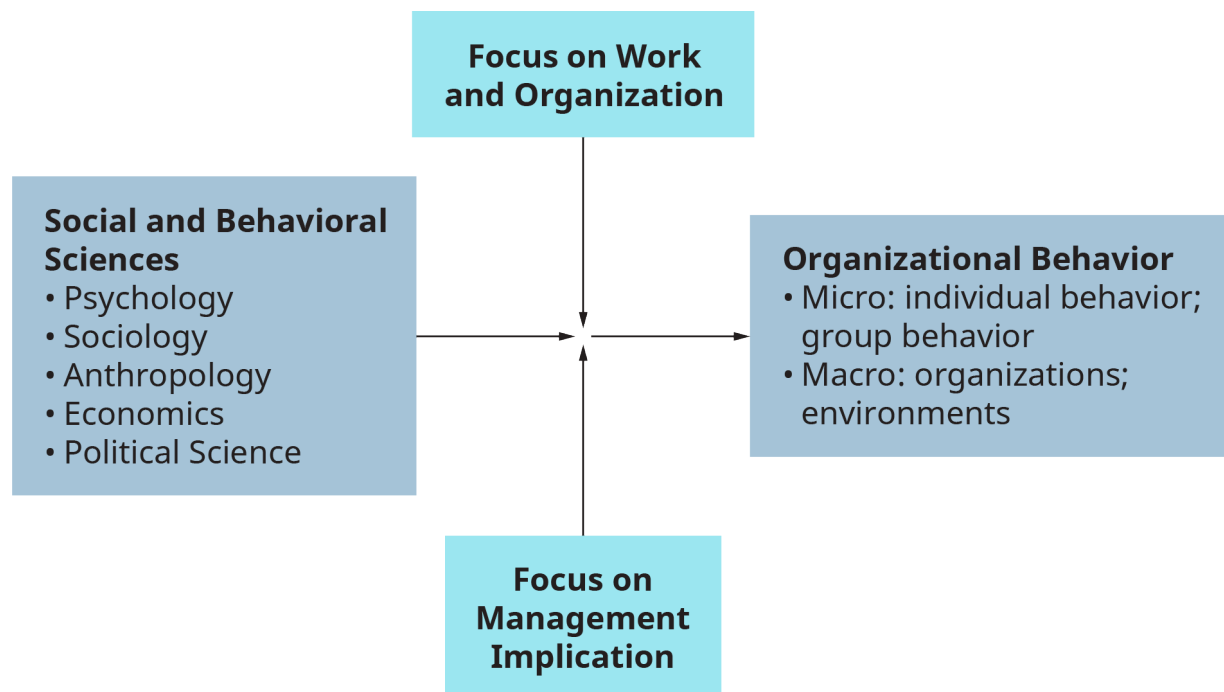 Focus on Work
and Organization
Social and Behavioral
Sciences
• Psychology
• Sociology
• Anthropology
• Economics
• Political Science
Organizational Behavior
• Micro: individual behavior;
group behavior
• Macro: organizations;
environments
Focus on
Management
Implication